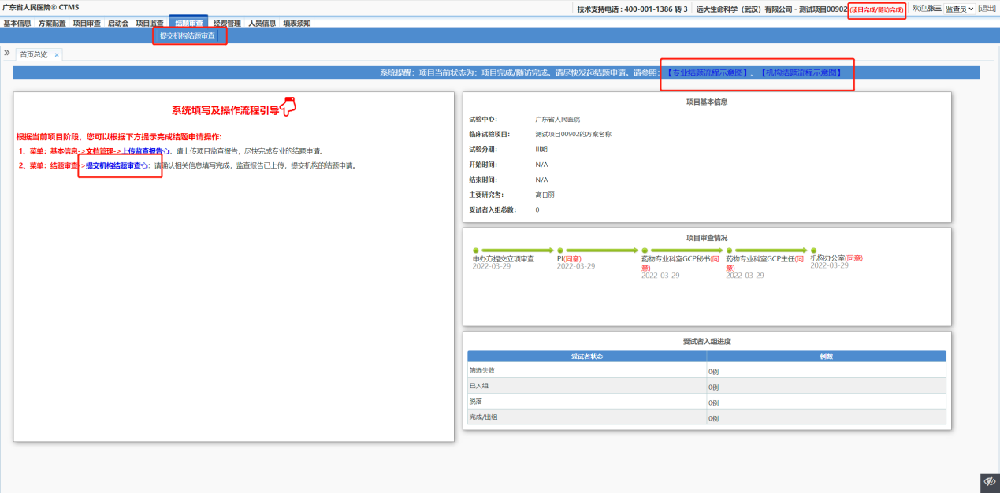 广东省人民医院® CTMS
技术支持电话：400-001-1386 转 3 远大生命科学（武汉）有限公司 - 测试项目00902(项目完成/随访完成) 欢迎,张三 监查员 [退出]
基本信息 方案配置 项目审查 启动会 项目监查 结题审查 经费管理 人员信息 填表须知
提交机构结题审查
» 首页总览 ×
系统提醒：项目当前状态为：项目完成/随访完成。请尽快发起结题申请。请参照:【专业结题流程示意图】、【机构结题流程示意图】
系统填写及操作流程引导
根据当前项目阶段，您可以根据下方提示完成结题申请操作:
1、菜单：基本信息->文档管理->上传监查报告：请上传项目监查报告，尽快完成专业的结题申请。
2、菜单：结题审查->提交机构结题审查：请确认相关信息填写完成，监查报告已上传，提交机构的结题申请。
项目基本信息
试验中心： 广东省人民医院
临床试验项目： 测试项目00902的方案名称
试验分期： III期
开始时间： N/A
结束时间： N/A
主要研究者： 高日丽
受试者入组总数： 0
项目审查情况
申办方提交立项审查
2022-03-29
PI(同意)
2022-03-29
药物专业科室GCP秘书(同
意)
2022-03-29
药物专业科室GCP主任(同
意)
2022-03-29
机构办公室(同意)
2022-03-29
受试者入组进度
受试者状态 例数
筛选失败 0例
已入组 0例
脱落 0例
完成/出组 0例